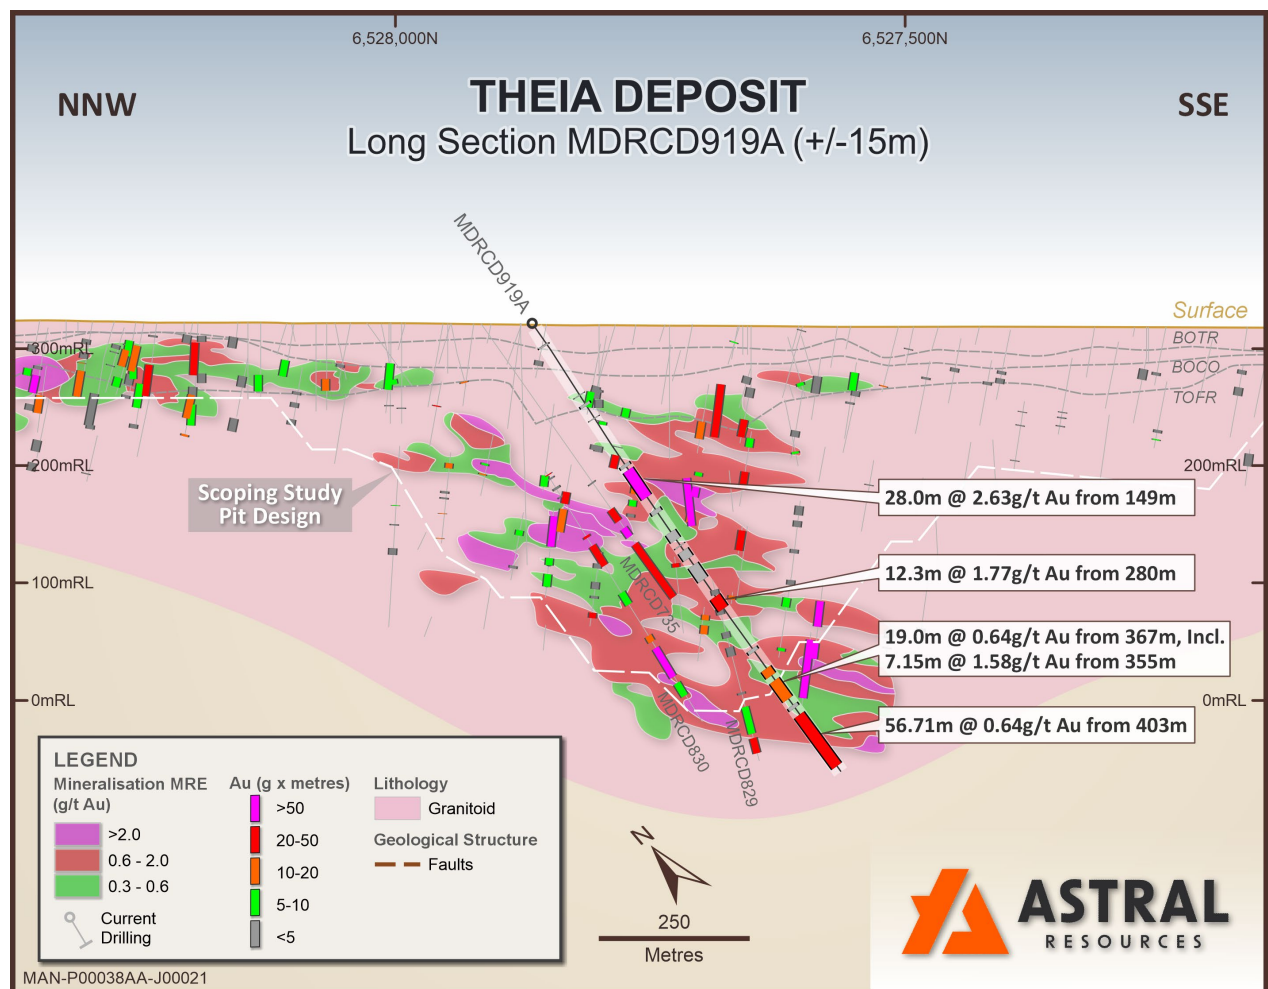 6,528,000N
6,527,500N
NNW
THEIA DEPOSIT
SSE
Long Section MDRCD919A (+/-15m)
MDRCD919A
Surface
BOTR
300mRL
BOCO
TOFR
200mRL
200mRL
Scoping Study
Pit Design
28.0m @ 2.63g/t Au from 149m
100mRL
12.3m @ 1.77g/t Au from 280m
MDRCD735
19.0m @ 0.64g/t Au from 367m, Incl.
7.15m @ 1.58g/t Au from 355m
0mRL
0mRL
56.71m @ 0.64g/t Au from 403m
MDRCD830
MDRCD829
LEGEND
Mineralisation MRE
(g/t Au)
>2.0
0.6 - 2.0
0.3 - 0.6
Current
Drilling
Au (g x metres)
>50
20-50
10-20
5-10
<5
Lithology
Granitoid
Geological Structure
Faults
N
250
Metres
ASTRAL
RESOURCES
MAN-P00038AA-J00021